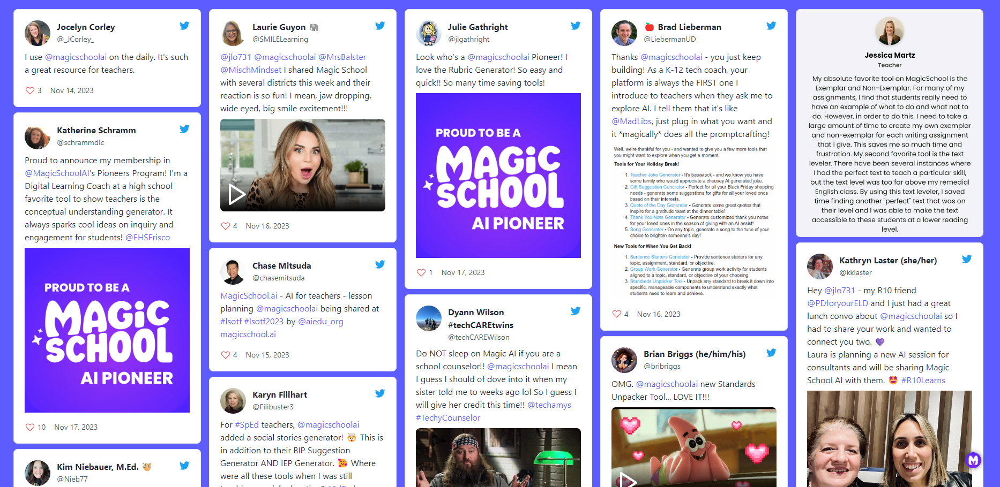 Jocelyn Corley
@_JCorley_
I use @magicschoolai on the daily. It's such
a great resource for teachers.
3 Nov 14, 2023
Katherine Schramm
@schrammdlc
Proud to announce my membership in
@MagicSchoolAI's Pioneers Program! I'm a
Digital Learning Coach at a high school
favorite tool to show teachers is the
conceptual understanding generator. It
always sparks cool ideas on inquiry and
engagement for students! @EHSFrisco
PROUD TO BE A
MAGiC
SCHOOL
AI PIONEER
10 Nov 17, 2023
Kim Niebauer, M.Ed. 🦥
@Nieb77
Laurie Guyon 🐘
@SMILELearning
@jlo731 @magicschoolai @MrsBalster
@MischMindset I shared Magic School
with several districts this week and their
reaction is so fun! I mean, jaw dropping,
wide eyed, big smile excitement!!!
4 Nov 16, 2023
Chase Mitsuda
@chasemitsuda
MagicSchool.ai - AI for teachers - lesson
planning @magicschoolai being shared at
#lsotf #lsotf2023 by @aiedu_org
magicschool.ai
4 Nov 15, 2023
Karyn Fillhart
@Filibuster3
For #SpEd teachers, @magicschoolai
added a social stories generator! 🤯 This is
in addition to their BIP Suggestion
Generator AND IEP Generator. 🥰 Where
were all these tools when I was still
Julie Gathright
@jlgathright
Look who's a @magicschoolai Pioneer! I
love the Rubric Generator! So easy and
quick!! So many time saving tools!
PROUD TO BE A
MAGiC
SCHOOL
AI PIONEER
1 Nov 17, 2023
Dyann Wilson
#techCAREtwins
@techCAREWilson
Do NOT sleep on Magic AI if you are a
school counselor!! @magicschoolai I mean
I guess I should of dove into it when my
sister told me to weeks ago lol So I guess I
will give her credit this time!! @techamys
#TechyCounselor
🍎 Brad Lieberman
@LiebermanUD
Thanks @magicschoolai - you just keep
building! As a K-12 tech coach, your
platform is always the FIRST one I
introduce to teachers when they ask me to
explore AI. I tell them that it's like
@MadLibs, just plug in what you want and
it *magically* does all the promptcrafting!
Well, we're thankful for you - and wanted to give you a few more tools that
you might want to explore when you get a moment.
Tools for Your Holiday Break!
1. Teacher Joke Generator - It's baaaaack - and we know you have
some family who would appreciate a cheesey AI generated joke.
2. Gift Suggestion Generator - Perfect for all your Black Friday shopping
needs - generate some suggestions for gifts for all your loved ones
based on their interests.
3. Quote of the Day Generator - Generate some great quotes that
inspire for a gratitude toast at the dinner table!
4. Thank You Note Generator - Generate customized thank you notes
for your loved ones in the season of giving with an AI assist!
5. Song Generator - On any topic, generate a song to the tune of your
choice to brighten someone's day!
New Tools for When You Get Back!
1. Sentence Starters Generator - Provide sentence starters for any
topic, assignment, standard, or objective.
2. Group Work Generator - Generate group work activity for students
aligned to a topic, standard, or objective of your choosing.
3. Standards Unpacker Tool - Unpack any standard to break it down into
specific, manageable components to understand exactly what
students need to learn and achieve.
4 Nov 16, 2023
Brian Briggs (he/him/his)
@bribriggs
OMG. @magicschoolai new Standards
Unpacker Tool... LOVE IT!!!
Jessica Martz
Teacher
My absolute favorite tool on MagicSchool is the
Exemplar and Non-Exemplar. For many of my
assignments, I find that students really need to
have an example of what to do and what not to
do. However, in order to do this, I need to take a
large amount of time to create my own exemplar
and non-exemplar for each writing assignment
that I give. This saves me so much time and
frustration. My second favorite tool is the text
leveler. There have been several instances where
I had the perfect text to teach a particular skill,
but the text level was too far above my remedial
English class. By using this text leveler, I saved
time finding another "perfect" text that was on
their level and I was able to make the text
accessible to these students at a lower reading
level.
Kathryn Laster (she/her)
@kklaster
Hey @jlo731 - my R10 friend
@PDforyourELD and I just had a great
lunch convo about @magicschoolai so I
had to share your work and wanted to
connect you two. 💜
Laura is planning a new AI session for
consultants and will be sharing Magic
School AI with them. 🤩 #R10Learns